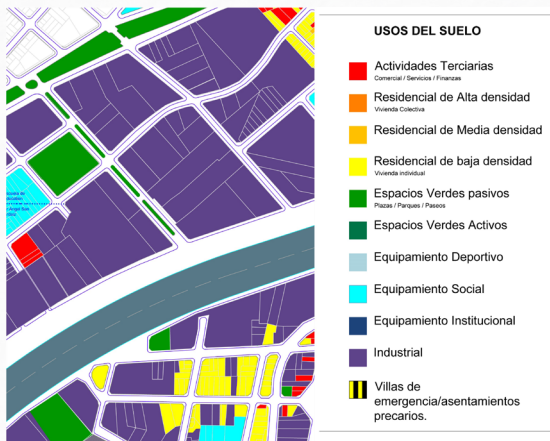 USOS DEL SUELO
Actividades Terciarias
Comercial / Servicios / Finanzas
Residencial de Alta densidad
Vivienda Colectiva
Residencial de Media densidad
Residencial de baja densidad
Vivienda individual
Espacios Verdes pasivos
Plazas / Parques / Paseos
Espacios Verdes Activos
Equipamiento Deportivo
Equipamiento Social
Equipamiento Institucional
Industrial
Villas de
emergencia/asentamientos
precarios.